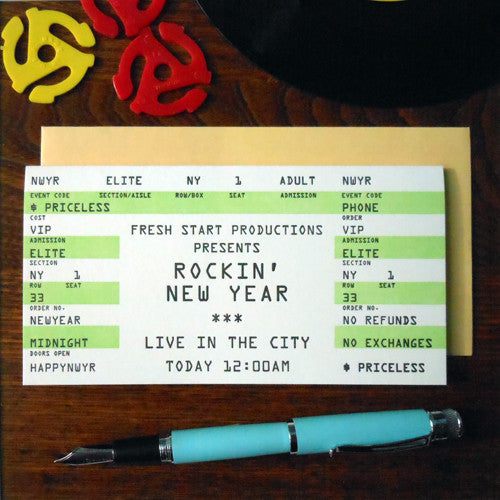 NWYR ELITE NY 1 ADULT NWYR
EVENT CODE SECTION/AISLE ROW/BOX SEAT ADMISSION EVENT CODE
$ PRICELESS
COST
VIP
ADMISSION
ELITE
SECTION
NY 1
ROW SEAT
33
ORDER NO.
NEWYEAR
MIDNIGHT
DOORS OPEN
HAPPYNWYR
FRESH START PRODUCTIONS
PRESENTS
ROCKIN'
NEW YEAR
***
LIVE IN THE CITY
TODAY 12:00AM
PHONE
ORDER
VIP
ADMISSION
ELITE
SECTION
NY 1
ROW SEAT
33
ORDER NO.
NO REFUNDS
NO EXCHANGES
$ PRICELESS